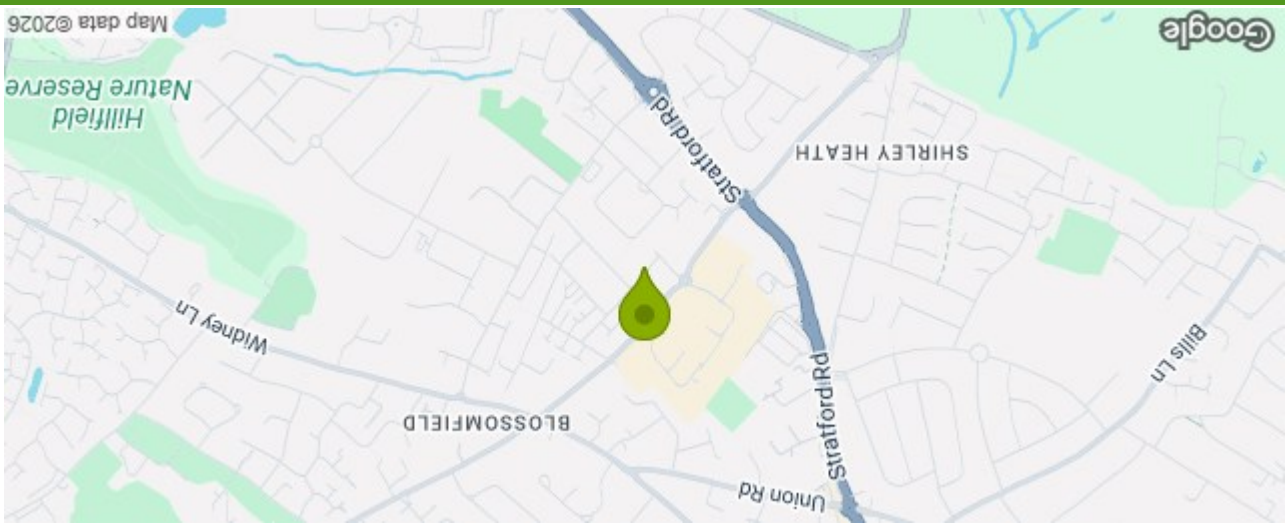 Union Rd
Stratford Rd
BLOSSOMFIELD
Bills Ln
Widney Ln
SHIRLEY HEATH
Stratford Rd
Hillfield
Nature Reserve
Google
Map data ©2026